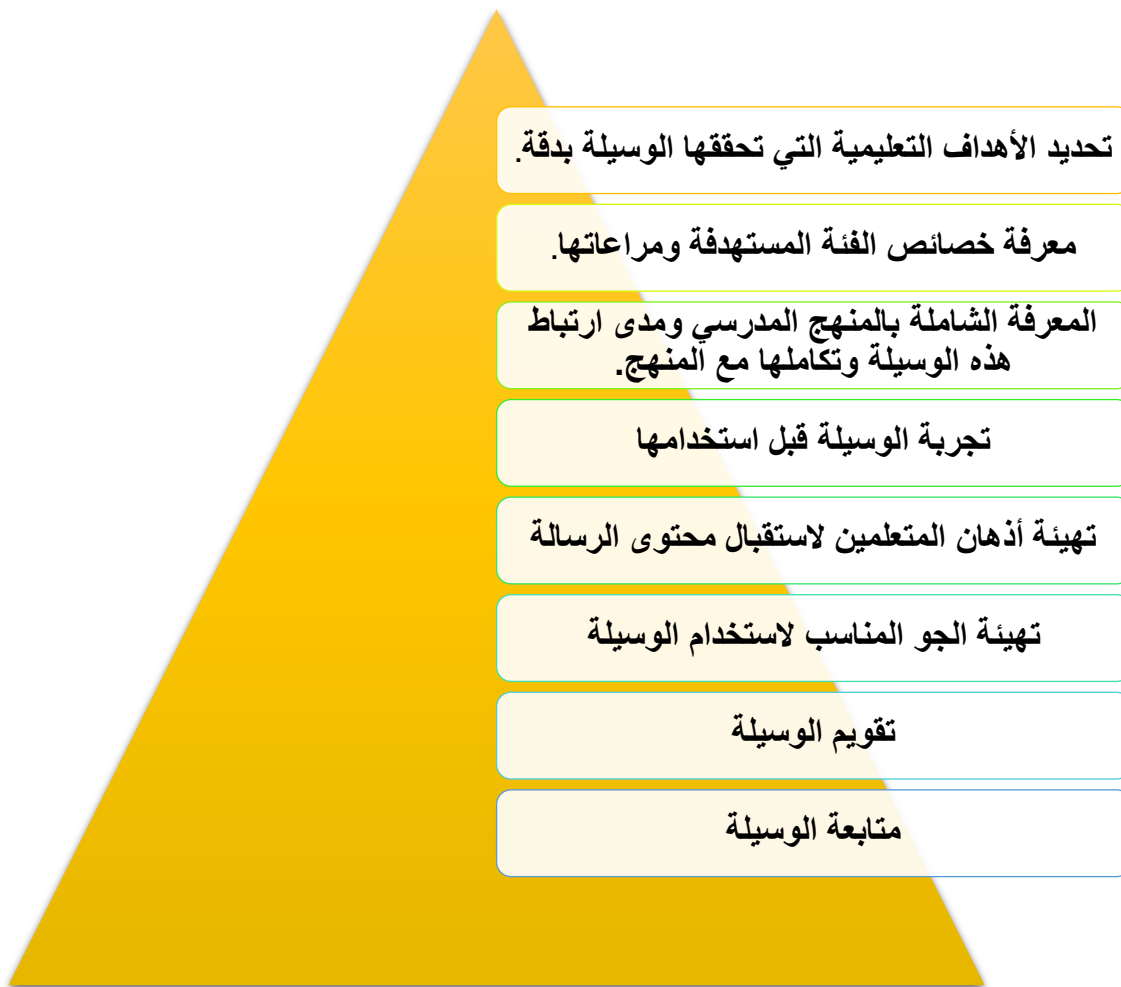 تحديد الأهداف التعليمية التي تحققها الوسيلة بدقة.
معرفة خصائص الفئة المستهدفة ومراعاتها.
المعرفة الشاملة بالمنهج المدرسي ومدى ارتباط
هذه الوسيلة وتكاملها مع المنهج.
تجربة الوسيلة قبل استخدامها
تهيئة أذهان المتعلمين لاستقبال محتوى الرسالة
تهيئة الجو المناسب لاستخدام الوسيلة
تقويم الوسيلة
متابعة الوسيلة